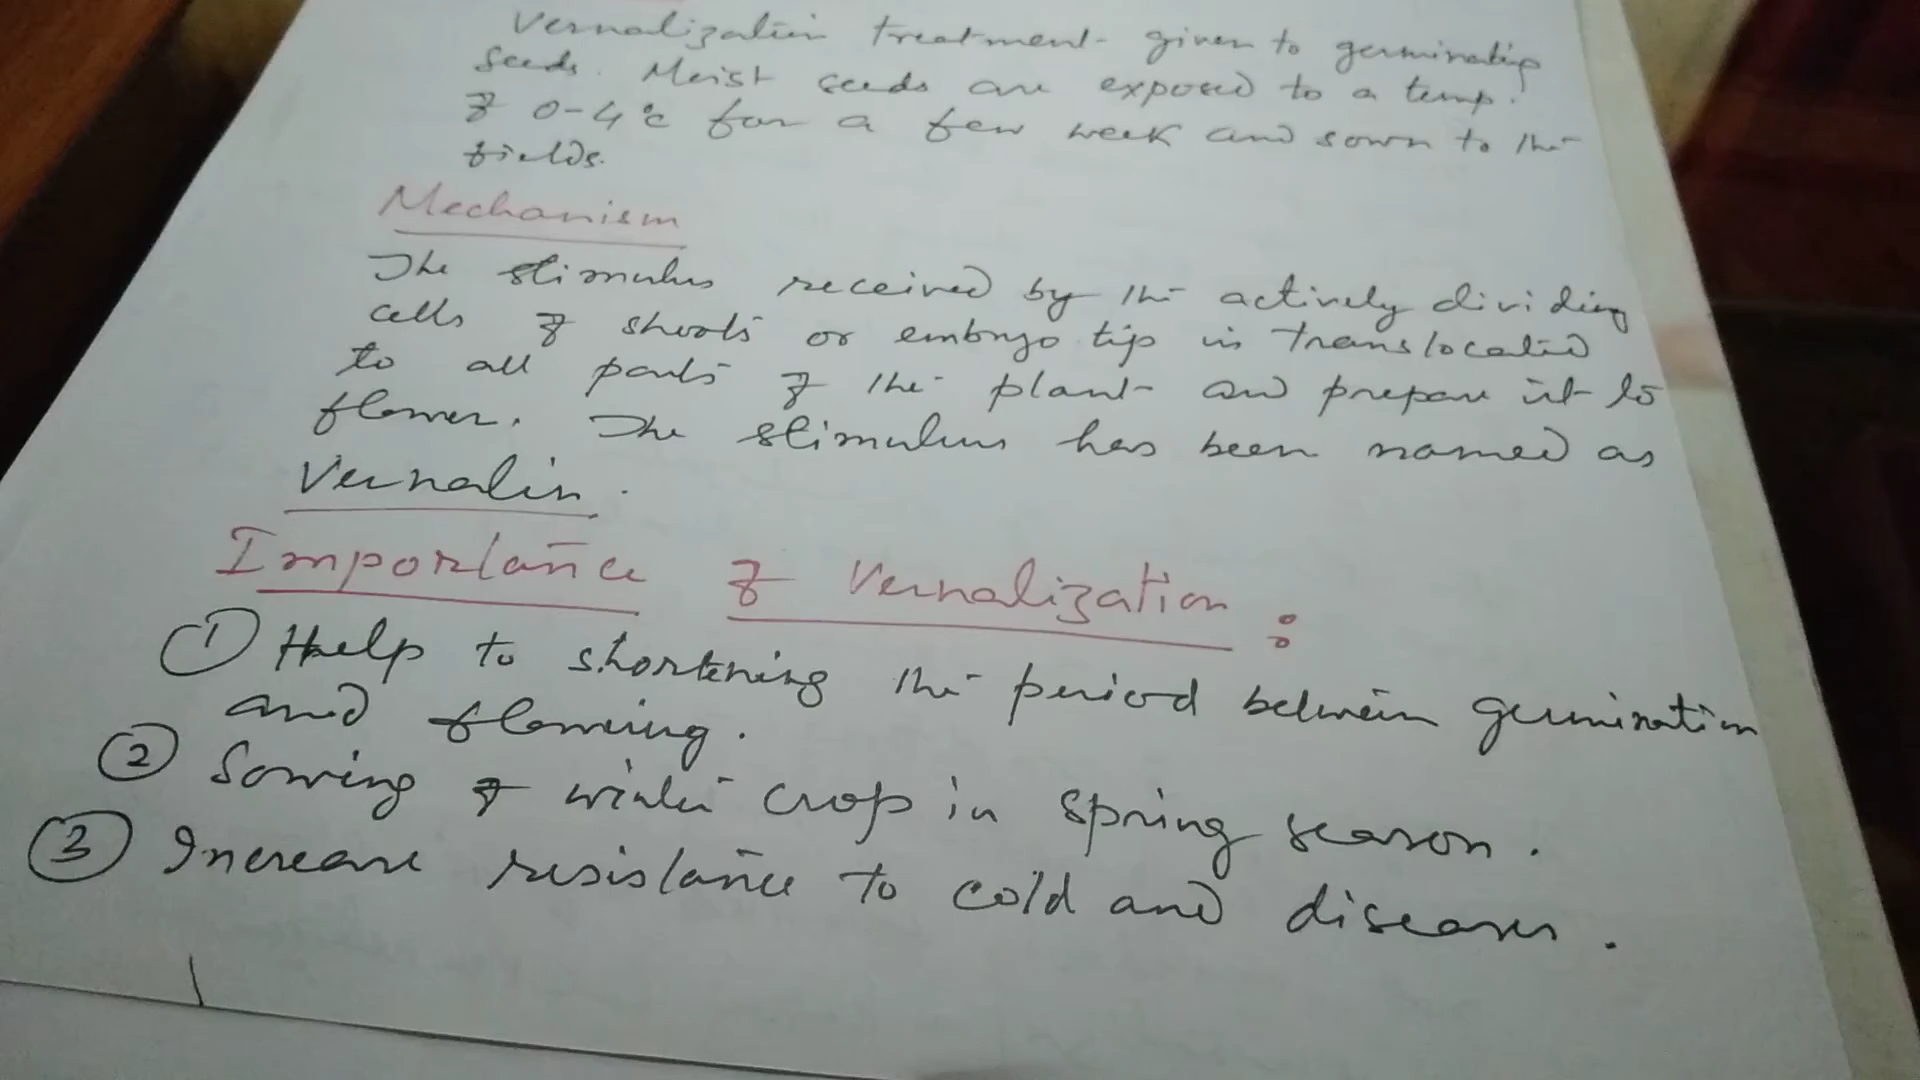 Vernalization treatment given to germinating
seeds. Moist seeds are exposed to a temp.
of 0-4°c for a few week and sown to the
fields.
Mechanism
The stimulus received by the actively dividing
cells of shoots or embryo tip is translocated
to all parts of the plant and prepare it to
flower. The stimulus has been named as
Vernalin.
Importance of Vernalization :
① Help to shortening the period between germination
and flowering.
② Sowing of winter crop in spring season.
③ Increase resistance to cold and diseases.